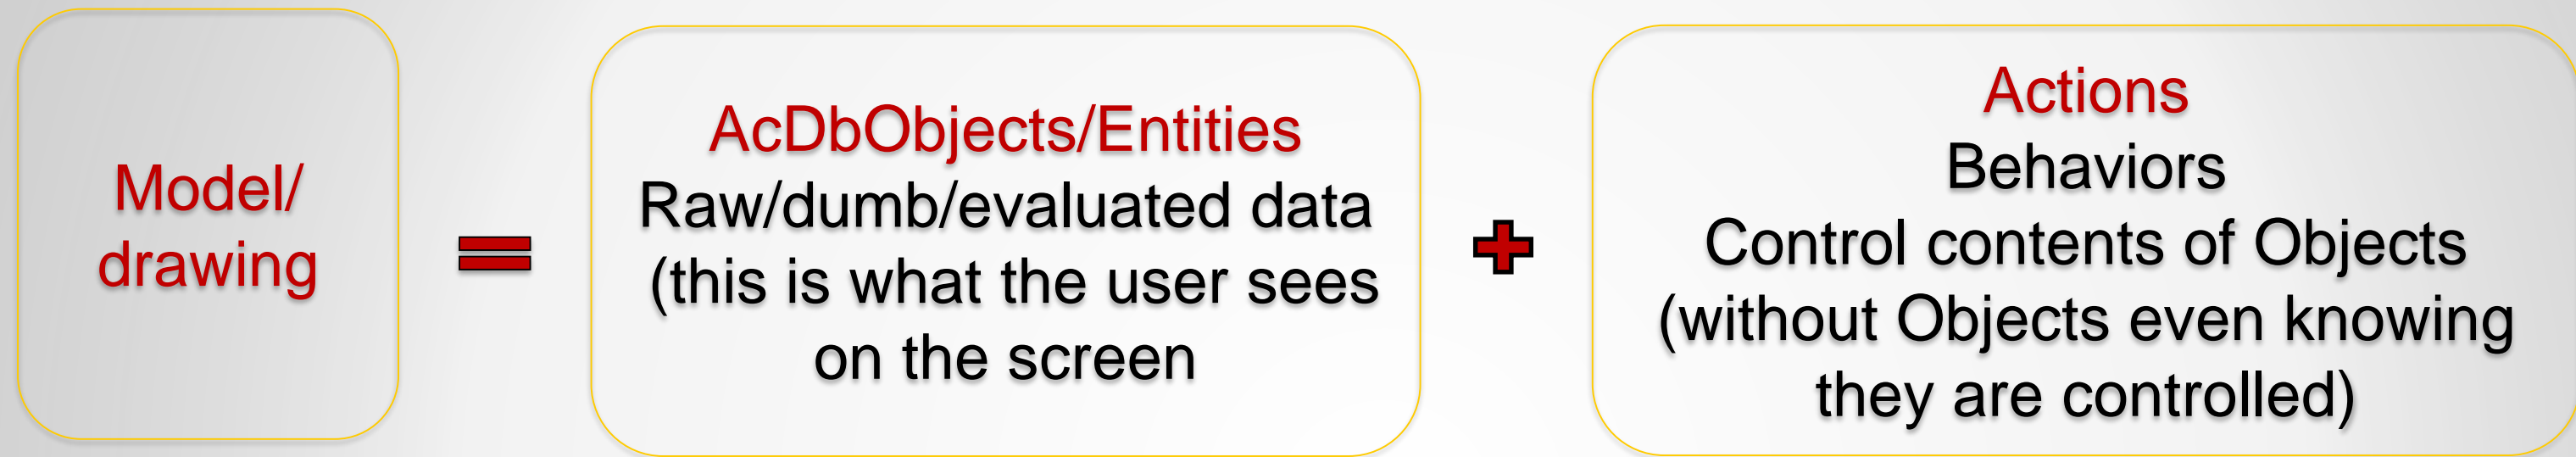 Model/
drawing
=
AcDbObjects/Entities
Raw/dumb/evaluated data
(this is what the user sees
on the screen
+
Actions
Behaviors
Control contents of Objects
(without Objects even knowing
they are controlled)